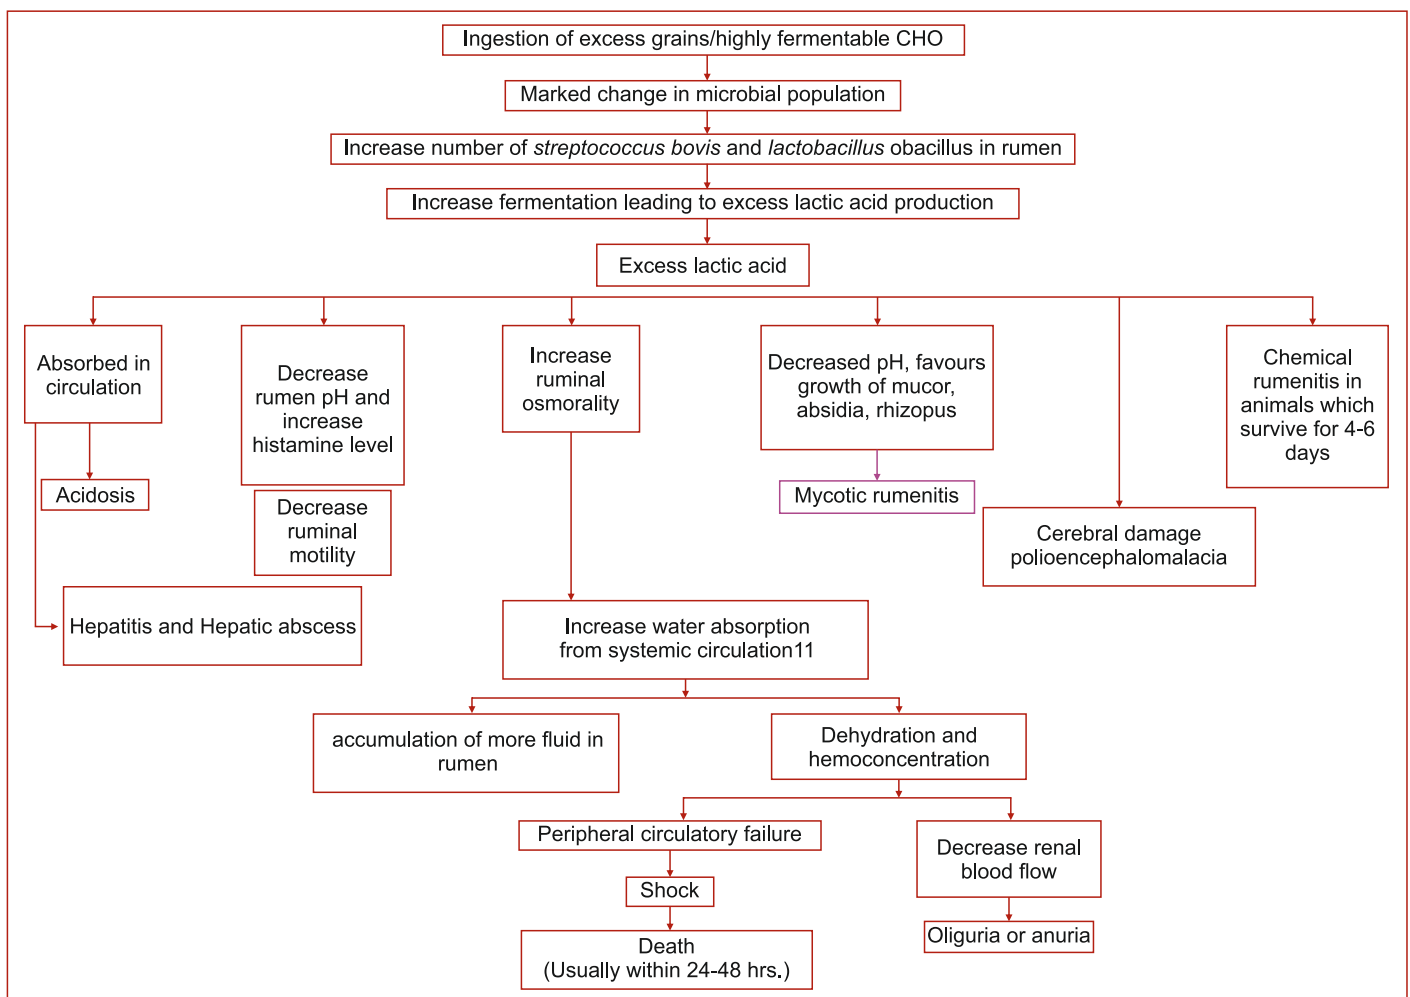 Ingestion of excess grains/highly fermentable CHO
Marked change in microbial population
Increase number of streptococcus bovis and lactobacillus obacillus in rumen
Increase fermentation leading to excess lactic acid production
Excess lactic acid
Absorbed in
circulation
Decrease
rumen pH and
increase
histamine level
Increase
ruminal
osmorality
Decreased pH, favours
growth of mucor,
absidia, rhizopus
Chemical
rumenitis in
animals which
survive for 4-6
days
Acidosis
Decrease
ruminal
motility
Mycotic rumenitis
Cerebral damage
polioencephalomalacia
Hepatitis and Hepatic abscess
Increase water absorption
from systemic circulation11
accumulation of more fluid in
rumen
Dehydration and
hemoconcentration
Peripheral circulatory failure
Decrease renal
blood flow
Shock
Oliguria or anuria
Death
(Usually within 24-48 hrs.)